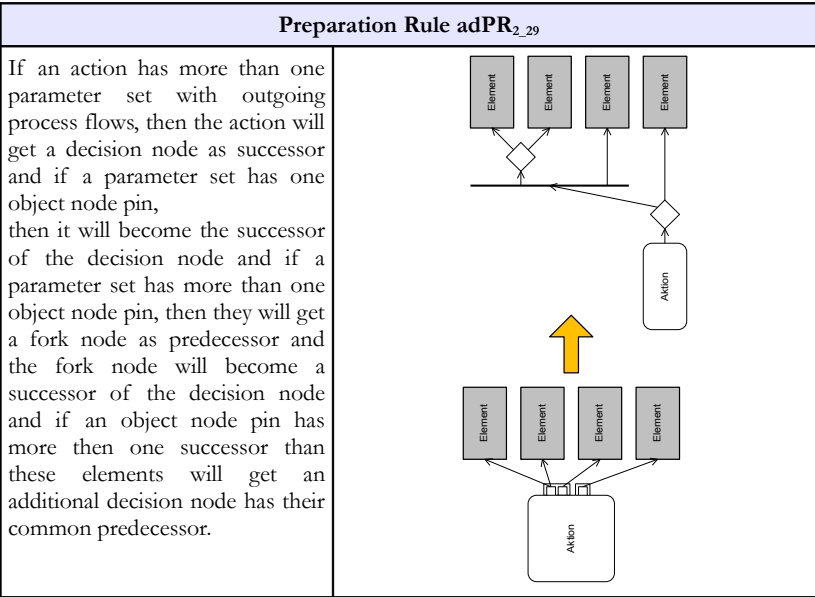 Preparation Rule adPR2_29
If an action has more than one
parameter set with outgoing
process flows, then the action will
get a decision node as successor
and if a parameter set has one
object node pin,
then it will become the successor
of the decision node and if a
parameter set has more than one
object node pin, then they will get
a fork node as predecessor and
the fork node will become a
successor of the decision node
and if an object node pin has
more then one successor than
these elements will get an
additional decision node has their
common predecessor.
Element
Element
Element
Element
Aktion
Element
Element
Element
Element
Aktion